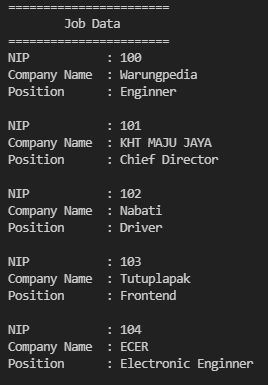 =======================
Job Data
=======================
NIP : 100
Company Name : Warungpedia
Position : Enginner
NIP : 101
Company Name : KHT MAJU JAYA
Position : Chief Director
NIP : 102
Company Name : Nabati
Position : Driver
NIP : 103
Company Name : Tutuplapak
Position : Frontend
NIP : 104
Company Name : ECER
Position : Electronic Enginner